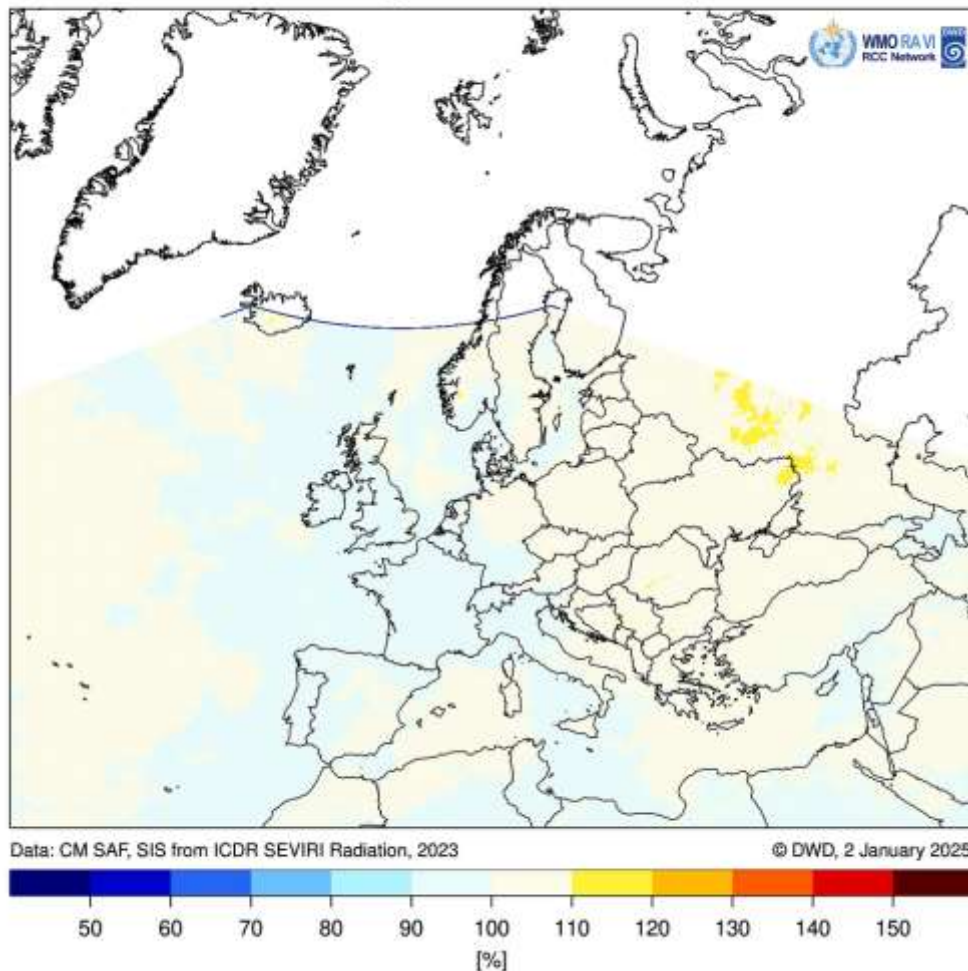 WMO RA VI
RCC Network
DWD
Data: CM SAF, SIS from ICDR SEVIRI Radiation, 2023
© DWD, 2 January 2025
50 60 70 80 90 100 110 120 130 140 150
[%]